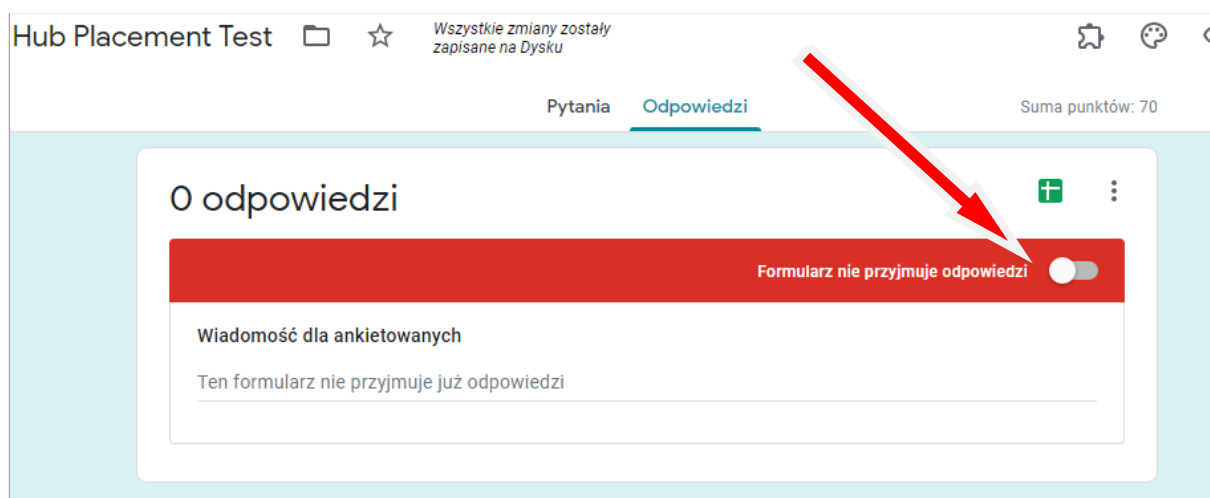 Hub Placement Test
Wszystkie zmiany zostały
zapisane na Dysku
Pytania Odpowiedzi Suma punktów: 70
0 odpowiedzi
Formularz nie przyjmuje odpowiedzi
Wiadomość dla ankietowanych
Ten formularz nie przyjmuje już odpowiedzi